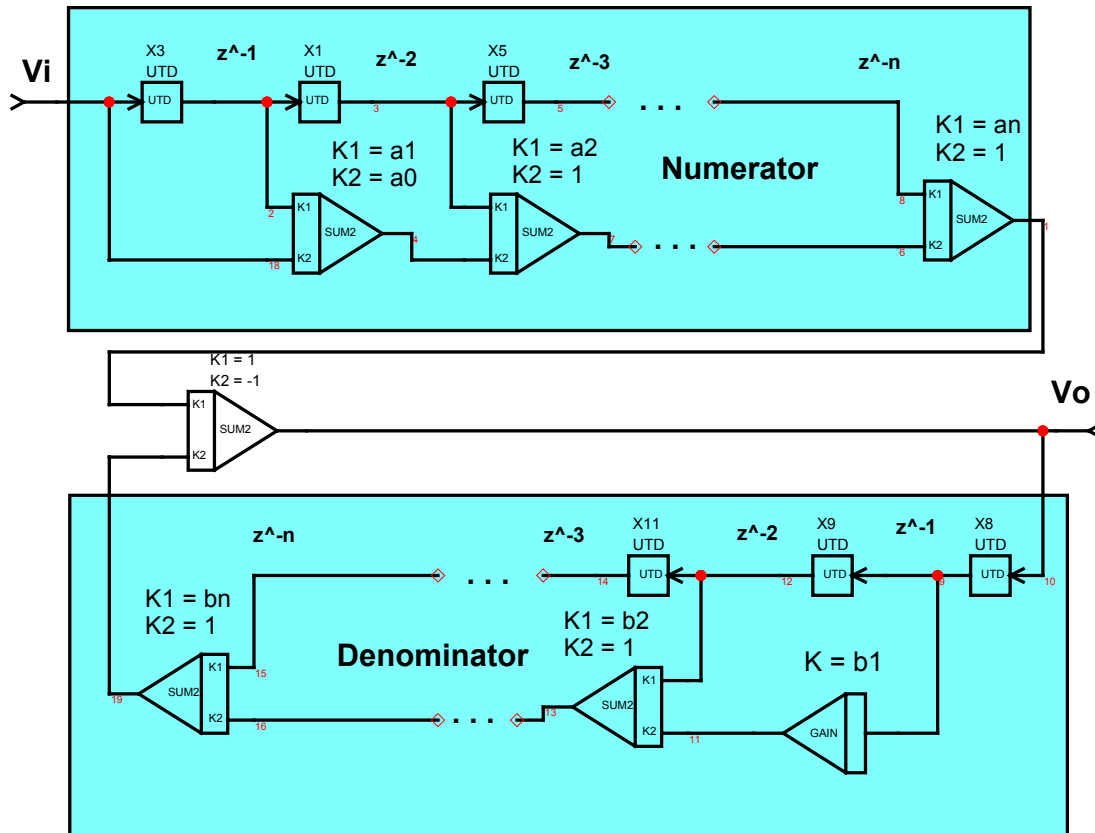 X3
UTD
z^-1
X1
UTD
z^-2
X5
UTD
z^-3
z^-n
Vi
UTD
UTD
3
UTD
5
. . .
K1 = a1
K2 = a0
K1 = a2
K2 = 1
Numerator
K1 = an
K2 = 1
2
K1
SUM2
K2
18
4
K1
SUM2
K2
7
. . .
8
K1
SUM2
K2
6
1
K1 = 1
K2 = -1
K1
SUM2
K2
Vo
z^-n
z^-3
X11
UTD
z^-2
X9
UTD
z^-1
X8
UTD
. . .
14
UTD
12
UTD
9
UTD
10
K1 = bn
K2 = 1
Denominator
K1 = b2
K2 = 1
K = b1
19
SUM2
K1
K2
15
16
. . .
13
SUM2
K1
K2
11
GAIN